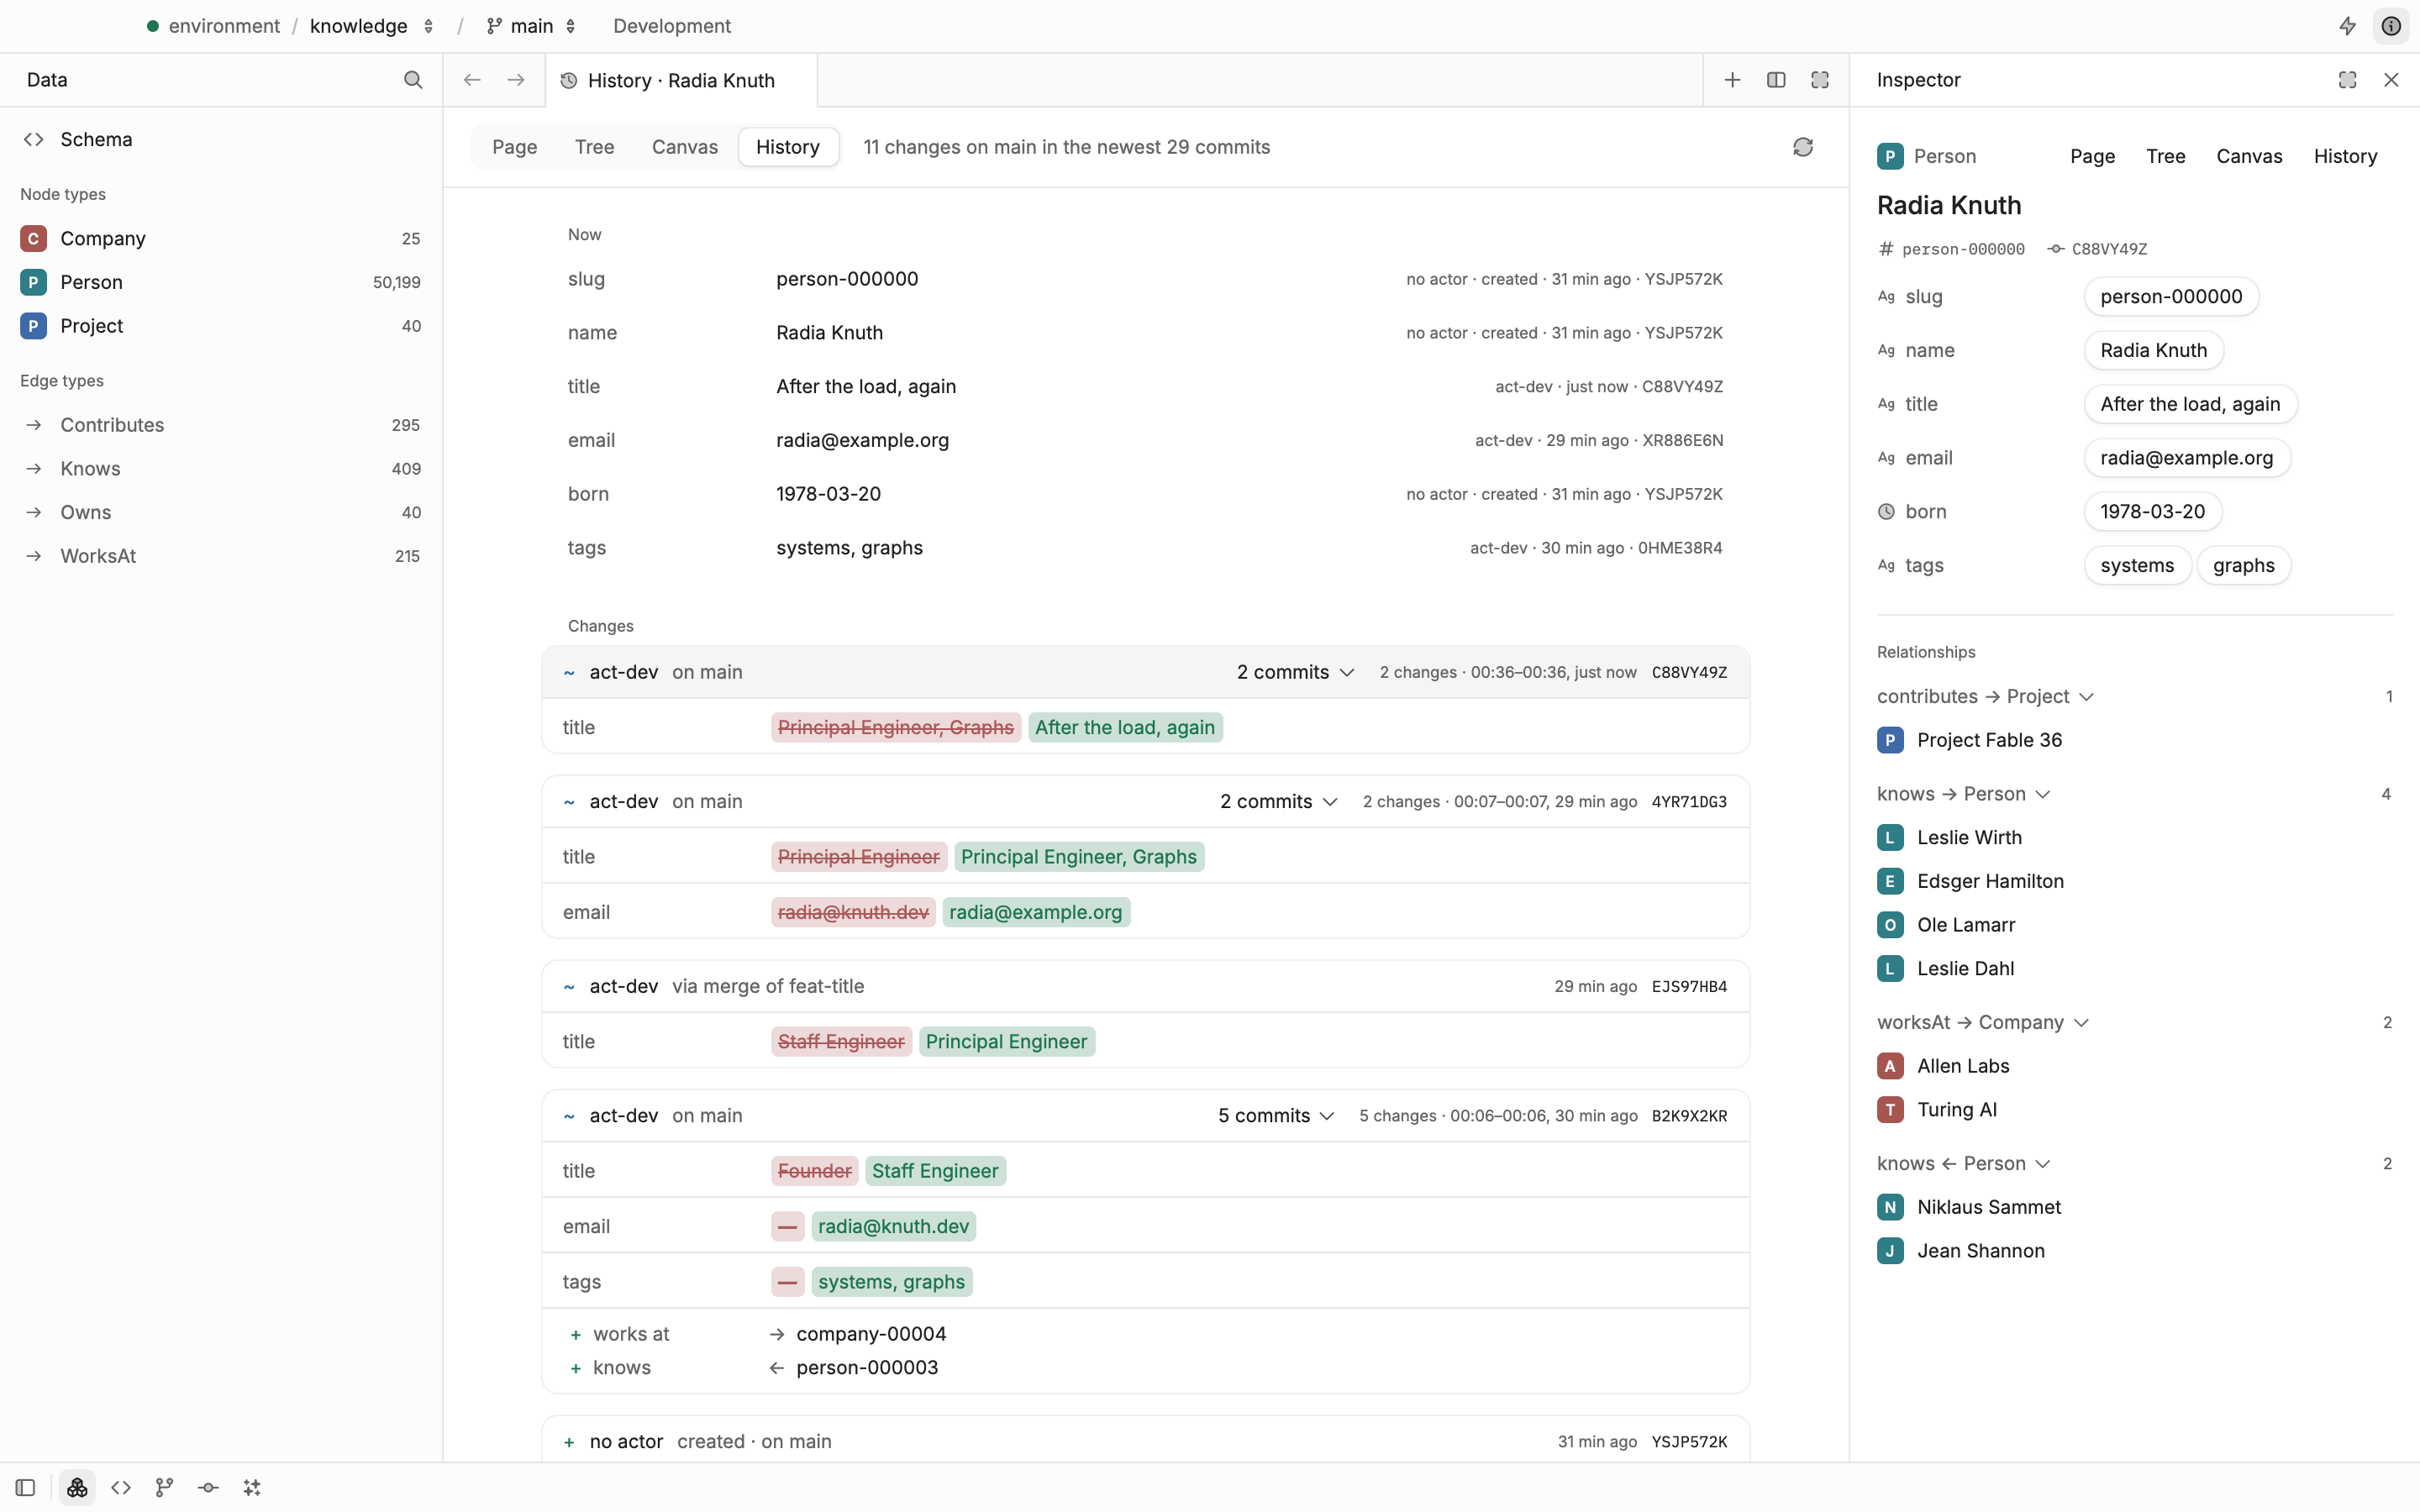 environment / knowledge / main Development
Data
Schema
Node types
C Company 25
P Person 50,199
P Project 40
Edge types
→ Contributes 295
→ Knows 409
→ Owns 40
→ WorksAt 215
History · Radia Knuth
Page Tree Canvas History 11 changes on main in the newest 29 commits
Now
slug person-000000 no actor · created · 31 min ago · YSJP572K
name Radia Knuth no actor · created · 31 min ago · YSJP572K
title After the load, again act-dev · just now · C88VY49Z
email radia@example.org act-dev · 29 min ago · XR886E6N
born 1978-03-20 no actor · created · 31 min ago · YSJP572K
tags systems, graphs act-dev · 30 min ago · 0HME38R4
Changes
~ act-dev on main 2 commits 2 changes · 00:36–00:36, just now C88VY49Z
title Principal Engineer, Graphs After the load, again
~ act-dev on main 2 commits 2 changes · 00:07–00:07, 29 min ago 4YR71DG3
title Principal Engineer Principal Engineer, Graphs
email radia@knuth.dev radia@example.org
~ act-dev via merge of feat-title 29 min ago EJS97HB4
title Staff Engineer Principal Engineer
~ act-dev on main 5 commits 5 changes · 00:06–00:06, 30 min ago B2K9X2KR
title Founder Staff Engineer
email — radia@knuth.dev
tags — systems, graphs
+ works at → company-00004
+ knows ← person-000003
+ no actor created · on main 31 min ago YSJP572K
Inspector
P Person Page Tree Canvas History
Radia Knuth
# person-000000 C88VY49Z
Ag slug person-000000
Ag name Radia Knuth
Ag title After the load, again
Ag email radia@example.org
born 1978-03-20
Ag tags systems graphs
Relationships
contributes → Project 1
P Project Fable 36
knows → Person 4
L Leslie Wirth
E Edsger Hamilton
O Ole Lamarr
L Leslie Dahl
worksAt → Company 2
A Allen Labs
T Turing AI
knows ← Person 2
N Niklaus Sammet
J Jean Shannon